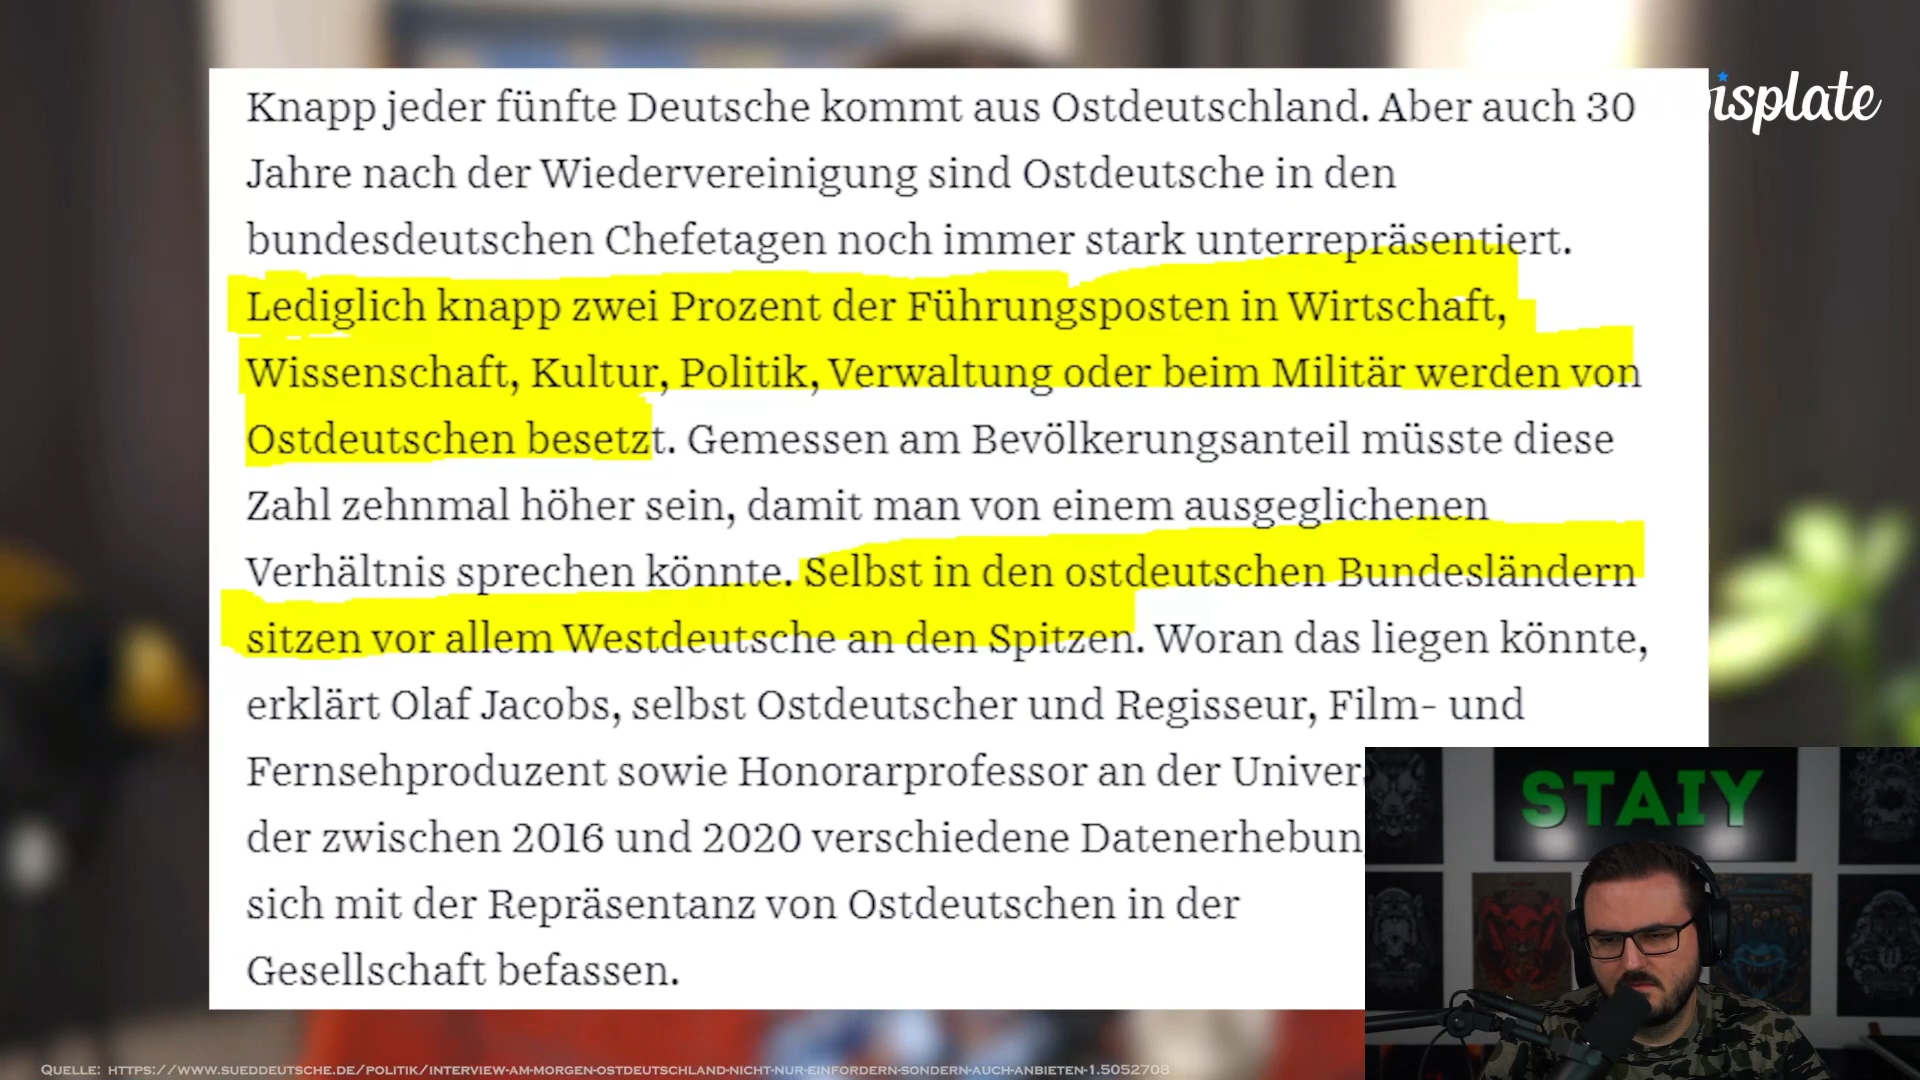 Knapp jeder fünfte Deutsche kommt aus Ostdeutschland. Aber auch 30
Jahre nach der Wiedervereinigung sind Ostdeutsche in den
bundesdeutschen Chefetagen noch immer stark unterrepräsentiert.
Lediglich knapp zwei Prozent der Führungsposten in Wirtschaft,
Wissenschaft, Kultur, Politik, Verwaltung oder beim Militär werden von
Ostdeutschen besetzt. Gemessen am Bevölkerungsanteil müsste diese
Zahl zehnmal höher sein, damit man von einem ausgeglichenen
Verhältnis sprechen könnte. Selbst in den ostdeutschen Bundesländern
sitzen vor allem Westdeutsche an den Spitzen. Woran das liegen könnte,
erklärt Olaf Jacobs, selbst Ostdeutscher und Regisseur, Film- und
Fernsehproduzent sowie Honorarprofessor an der Univer
der zwischen 2016 und 2020 verschiedene Datenerhebun
sich mit der Repräsentanz von Ostdeutschen in der
Gesellschaft befassen.
isplate
STAIY
QUELLE: HTTPS://WWW.SUEDDEUTSCHE.DE/POLITIK/INTERVIEW-AM-MORGEN-OSTDEUTSCHLAND-NICHT-NUR-EINFORDERN-SONDERN-AUCH-ANBIETEN-1.5052708